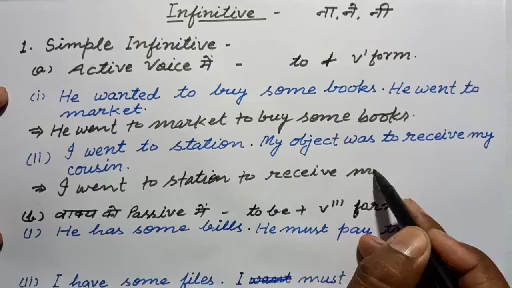 Infinitive - ना, ने, नी
1. Simple Infinitive -
(a) Active Voice में - to + v' form.
(i) He wanted to buy some books. He went to
market.
⇒ He went to market to buy some books.
(ii) I went to station. My object was to receive my
cousin.
⇒ I went to station to receive m
(b) वाक्य को Passive में - to be + v''' for
(i) He has some bills. He must pay
(ii) I have some files. I want must